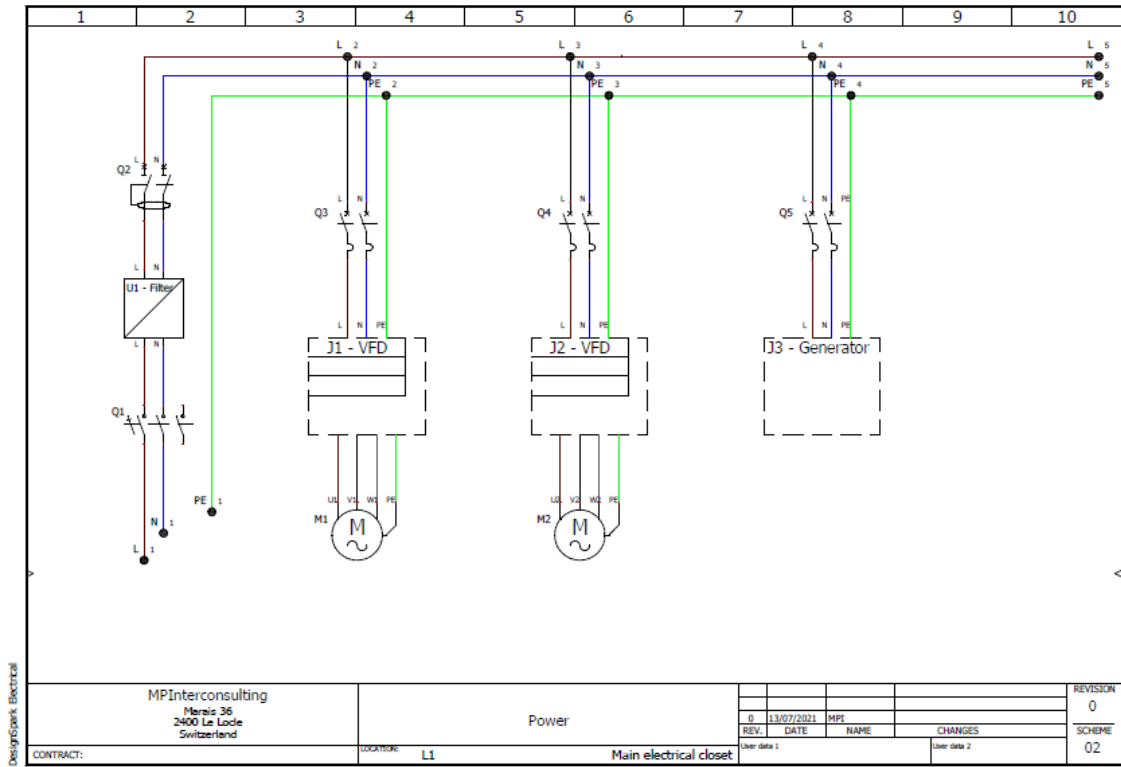 1 2 3 4 5 6 7 8 9 10
L 2 L 3 L 4 L 5
N 2 N 3 N 4 N 5
PE 2 PE 3 PE 4 PE 5
L N
Q2
L N L N L N PE
Q3 Q4 Q5
L N
U1 - Filter
L N PE L N PE L N PE
L N
J1 - VFD J2 - VFD J3 - Generator
Q1
PE 1
U1 V1 W1 PE U2 V2 W2 PE
M1 M M2 M
N 1
L 1
DesignSpark Electrical
MPInterconsulting
Marais 36
2400 Le Locle
Switzerland
CONTRACT:
Power
LOCATION: L1 Main electrical closet
0 13/07/2021 MPI
REV. DATE NAME CHANGES
User data 1 User data 2
REVISION
0
SCHEME
02